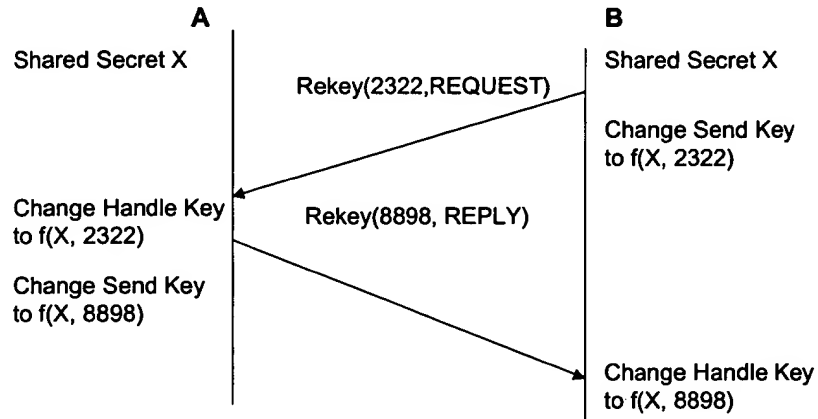 A
B
Shared Secret X
Shared Secret X
Rekey(2322,REQUEST)
Change Send Key
to f(X, 2322)
Change Handle Key
to f(X, 2322)
Rekey(8898, REPLY)
Change Send Key
to f(X, 8898)
Change Handle Key
to f(X, 8898)